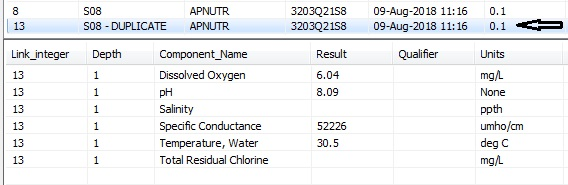 8 S08 APNUTR 3203Q21S8 09-Aug-2018 11:16 0.1
13 S08 - DUPLICATE APNUTR 3203Q21S8 09-Aug-2018 11:16 0.1
Link_integer Depth Component_Name Result Qualifier Units
13 1 Dissolved Oxygen 6.04 mg/L
13 1 pH 8.09 None
13 1 Salinity ppth
13 1 Specific Conductance 52226 umho/cm
13 1 Temperature, Water 30.5 deg C
13 1 Total Residual Chlorine mg/L